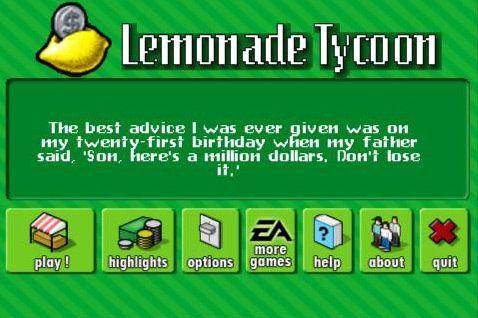 Lemonade Tycoon
The best advice I was ever given was on
my twenty-first birthday when my father
said, 'Son, here's a million dollars. Don't lose
it.'
play !
highlights
options
EA
more
games
help
about
quit